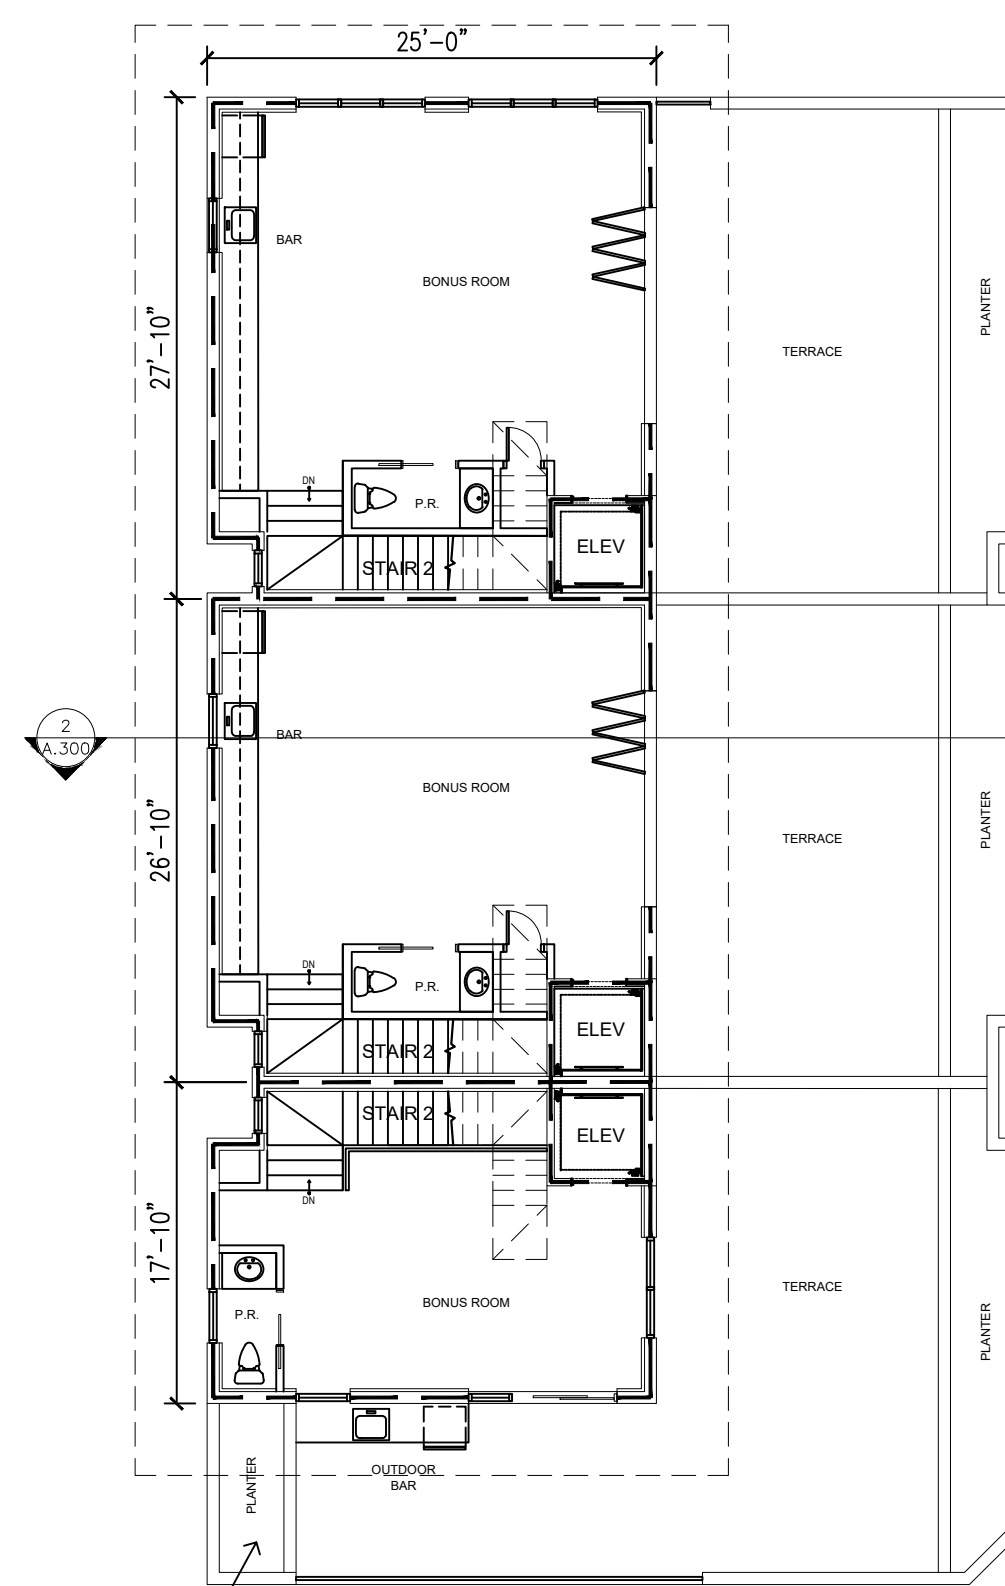 25'-0"
BAR
BONUS ROOM
PLANTER
27'-10"
TERRACE
DN
P.R.
ELEV
STAIR 2
2
A.300
BAR
BONUS ROOM
PLANTER
26'-10"
TERRACE
DN
P.R.
ELEV
STAIR 2
STAIR 2
ELEV
DN
17'-10"
TERRACE
BONUS ROOM
P.R.
PLANTER
OUTDOOR
BAR
PLANTER